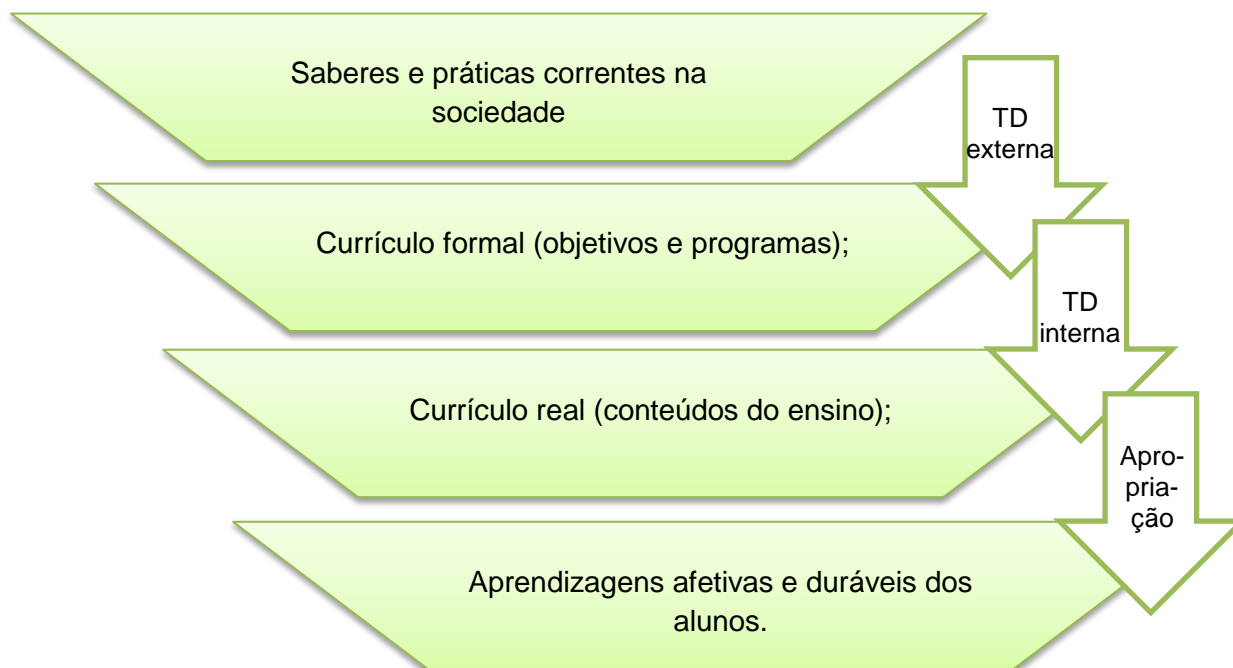 Saberes e práticas correntes na
sociedade
TD
externa
Currículo formal (objetivos e programas);
TD
interna
Currículo real (conteúdos do ensino);
Apro-
pria-
ção
Aprendizagens afetivas e duráveis dos
alunos.